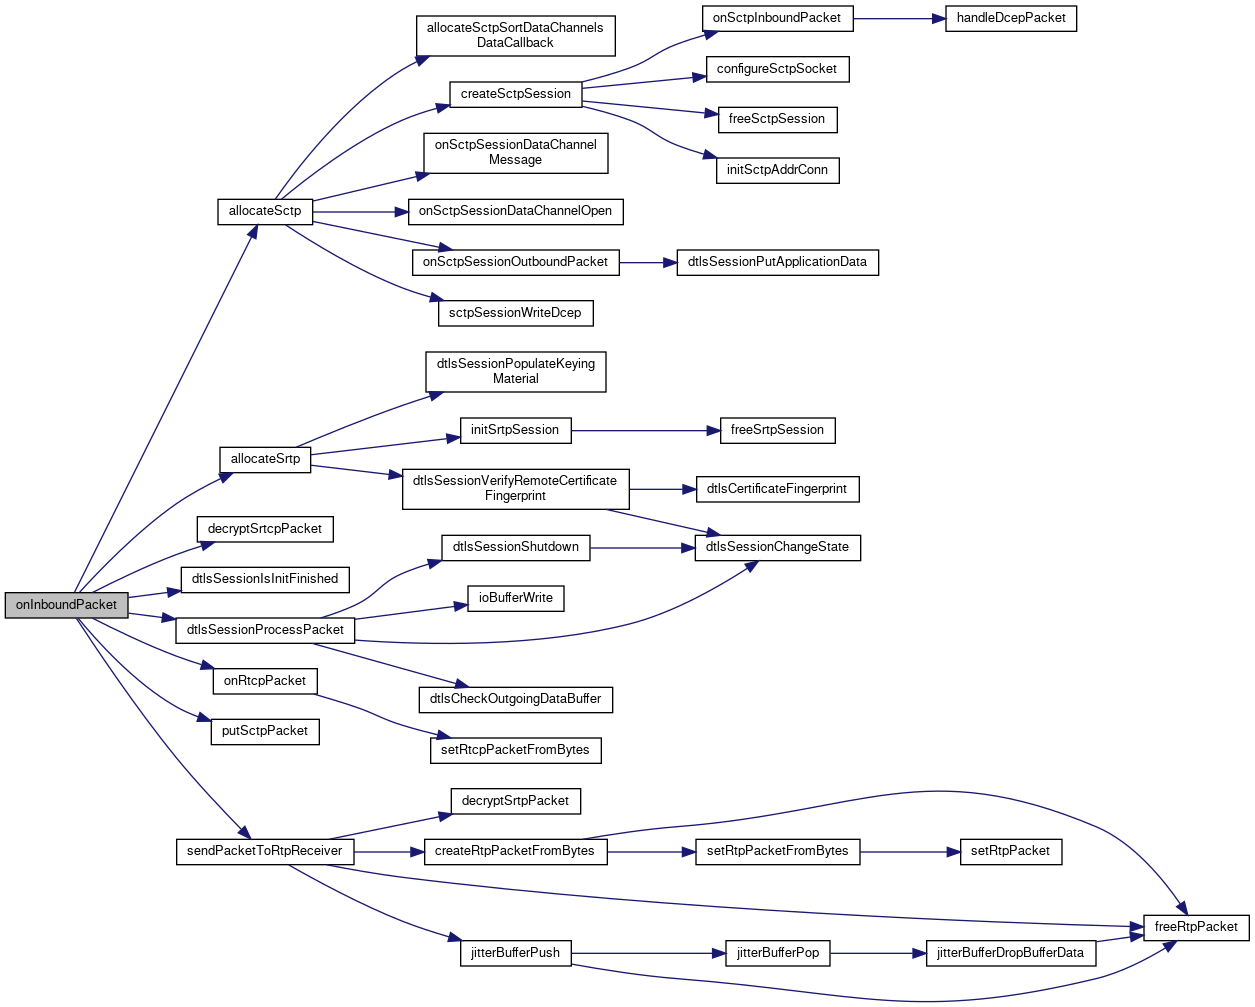 onInboundPacket
allocateSctp
allocateSctpSortDataChannels
DataCallback
createSctpSession
onSctpInboundPacket
handleDcepPacket
configureSctpSocket
freeSctpSession
initSctpAddrConn
onSctpSessionDataChannel
Message
onSctpSessionDataChannelOpen
onSctpSessionOutboundPacket
dtlsSessionPutApplicationData
sctpSessionWriteDcep
allocateSrtp
dtlsSessionPopulateKeying
Material
initSrtpSession
freeSrtpSession
dtlsSessionVerifyRemoteCertificate
Fingerprint
dtlsCertificateFingerprint
dtlsSessionChangeState
decryptSrtcpPacket
dtlsSessionIsInitFinished
dtlsSessionProcessPacket
dtlsSessionShutdown
ioBufferWrite
dtlsCheckOutgoingDataBuffer
onRtcpPacket
setRtcpPacketFromBytes
putSctpPacket
sendPacketToRtpReceiver
decryptSrtpPacket
createRtpPacketFromBytes
setRtpPacketFromBytes
setRtpPacket
freeRtpPacket
jitterBufferPush
jitterBufferPop
jitterBufferDropBufferData